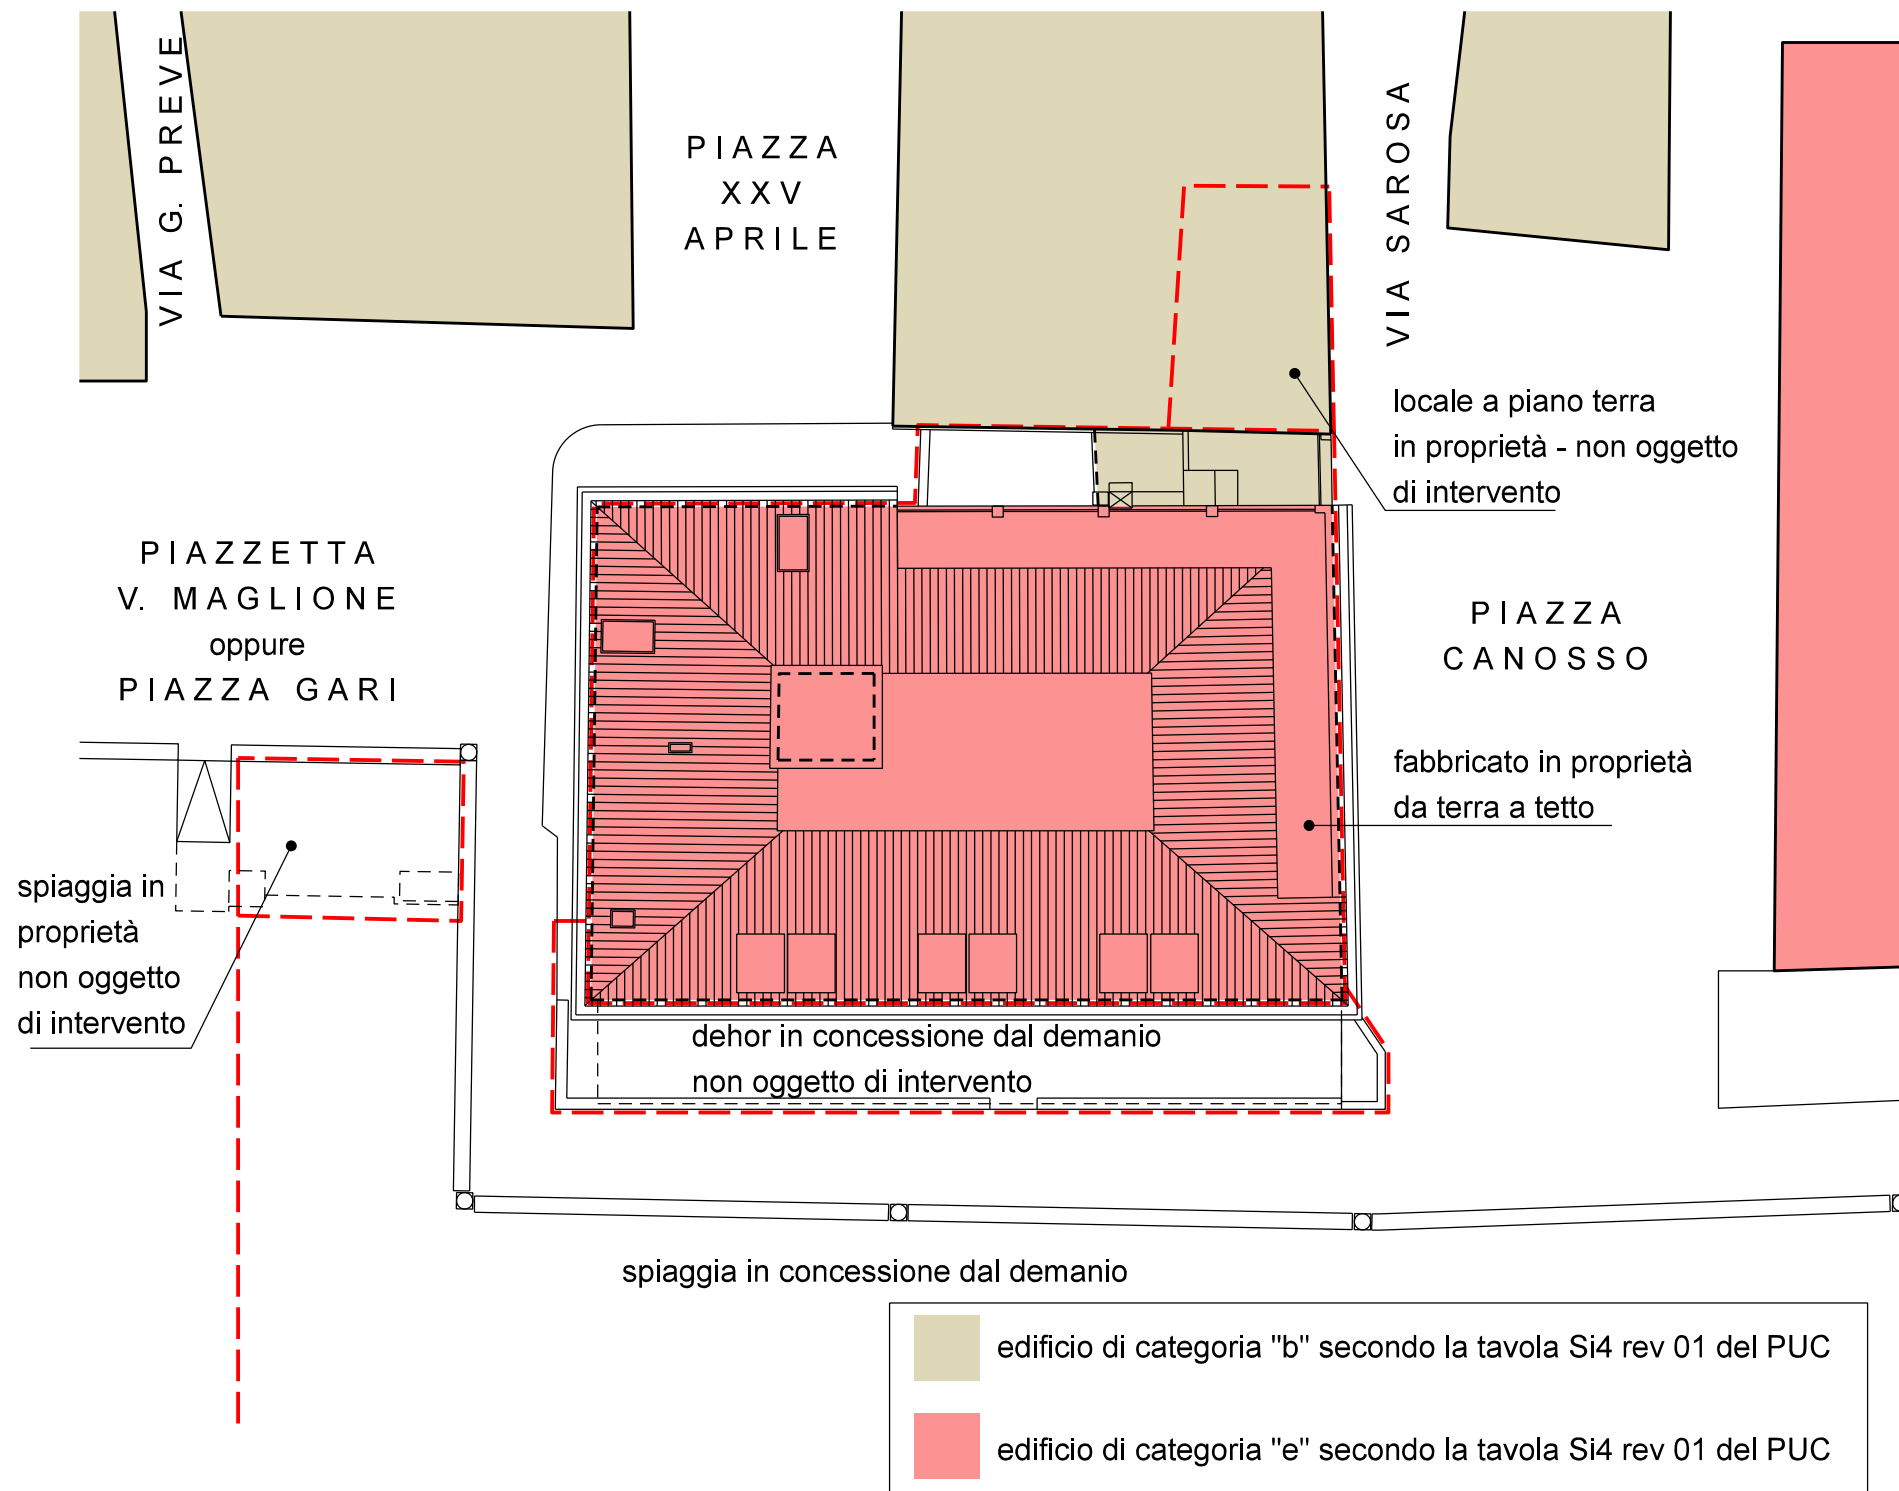 VIA G. PREVE
PIAZZA
XXV
APRILE
VIA SAROSA
locale a piano terra
in proprietà - non oggetto
di intervento
PIAZZETTA
V. MAGLIONE
oppure
PIAZZA GARI
PIAZZA
CANOSSO
fabbricato in proprietà
da terra a tetto
spiaggia in
proprietà
non oggetto
di intervento
dehor in concessione dal demanio
non oggetto di intervento
spiaggia in concessione dal demanio
edificio di categoria "b" secondo la tavola Si4 rev 01 del PUC
edificio di categoria "e" secondo la tavola Si4 rev 01 del PUC